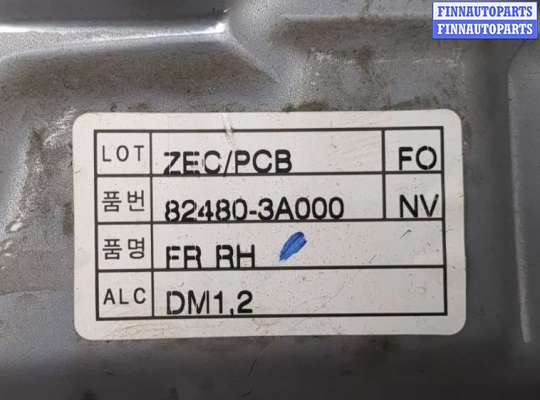 FINNAUTOPARTS
FINNAUTOPARTS
LOT ZEC/PCB FO
품번 82480-3A000 NV
품명 FR RH
ALC DM1,2